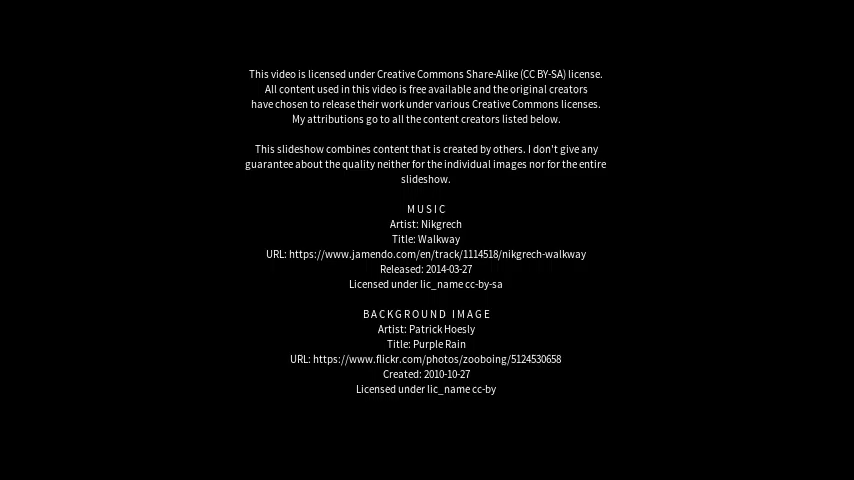 This video is licensed under Creative Commons Share-Alike (CC BY-SA) license.
All content used in this video is free available and the original creators
have chosen to release their work under various Creative Commons licenses.
My attributions go to all the content creators listed below.
This slideshow combines content that is created by others. I don't give any
guarantee about the quality neither for the individual images nor for the entire
slideshow.
MUSIC
Artist: Nikgrech
Title: Walkway
URL: https://www.jamendo.com/en/track/1114518/nikgrech-walkway
Released: 2014-03-27
Licensed under lic_name cc-by-sa
BACKGROUND IMAGE
Artist: Patrick Hoesly
Title: Purple Rain
URL: https://www.flickr.com/photos/zooboing/5124530658
Created: 2010-10-27
Licensed under lic_name cc-by